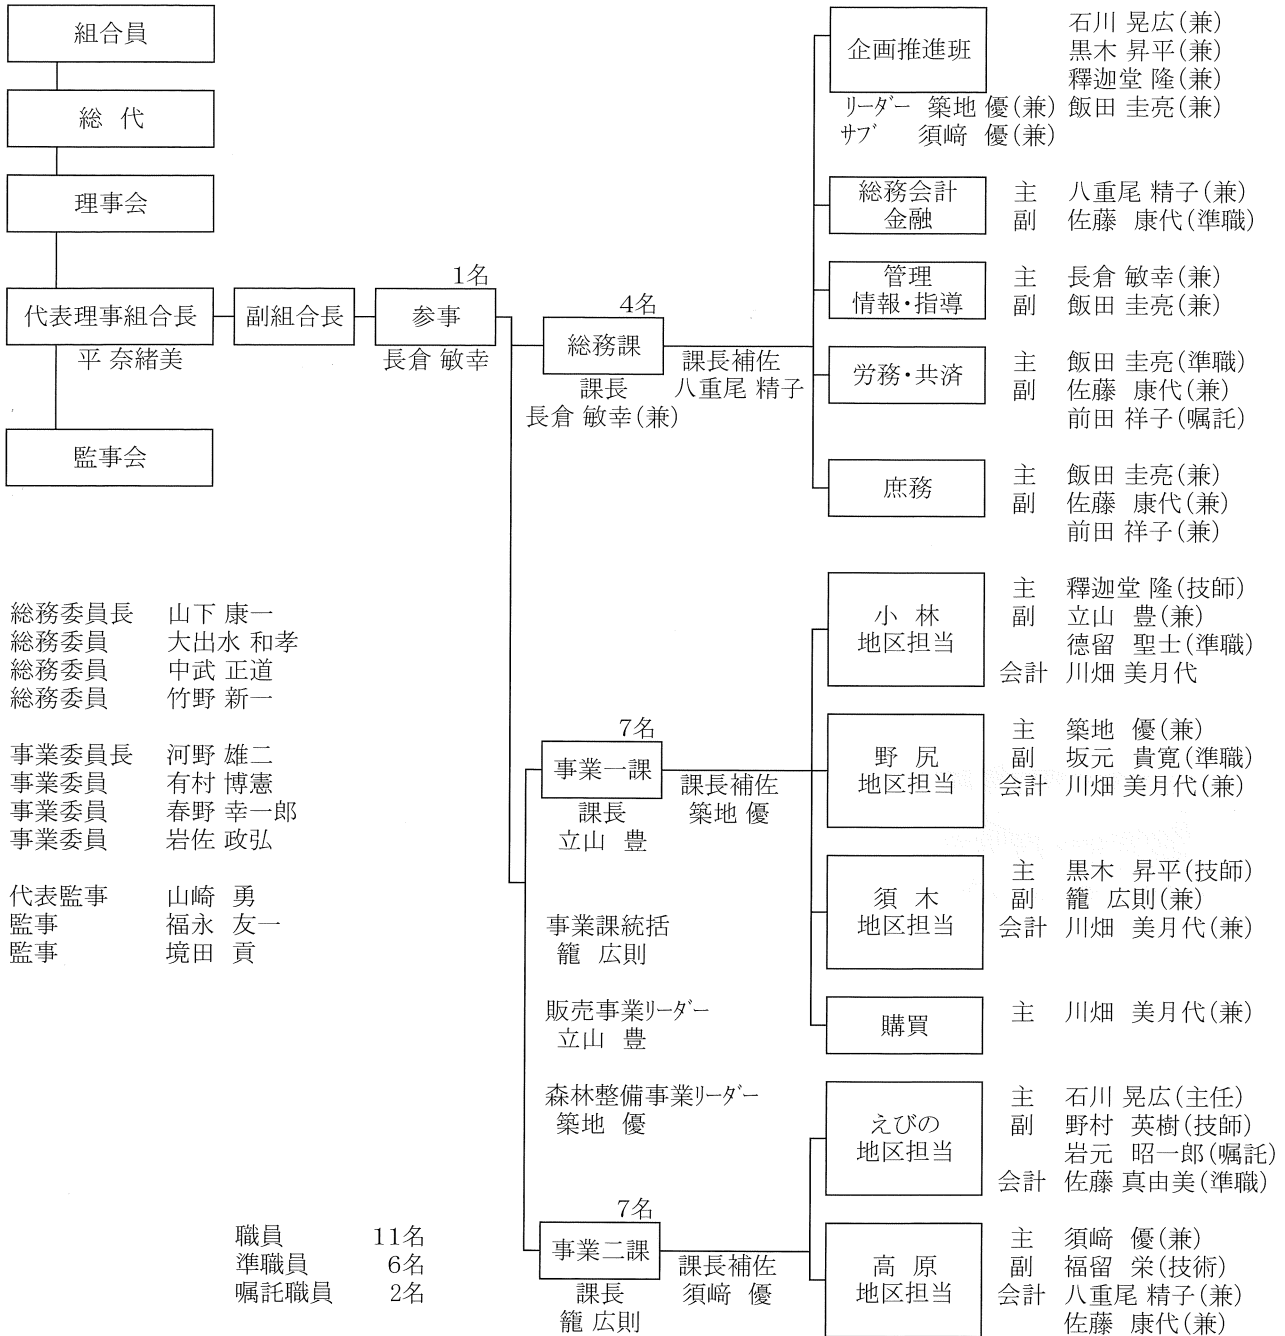 組合員
総 代
理事会
代表理事組合長
平 奈緒美
監事会
副組合長
1名
参事
長倉 敏幸
4名
総務課
課長
長倉 敏幸(兼)
課長補佐
八重尾 精子
企画推進班
石川 晃広(兼)
黒木 昇平(兼)
釋迦堂 隆(兼)
リーダー 築地 優(兼) 飯田 圭亮(兼)
サブ 須﨑 優(兼)
総務会計
金融
主 八重尾 精子(兼)
副 佐藤 康代(準職)
管理
情報・指導
主 長倉 敏幸(兼)
副 飯田 圭亮(兼)
労務・共済
主 飯田 圭亮(準職)
副 佐藤 康代(兼)
前田 祥子(嘱託)
庶務
主 飯田 圭亮(兼)
副 佐藤 康代(兼)
前田 祥子(兼)
総務委員長 山下 康一
総務委員 大出水 和孝
総務委員 中武 正道
総務委員 竹野 新一
事業委員長 河野 雄二
事業委員 有村 博憲
事業委員 春野 幸一郎
事業委員 岩佐 政弘
代表監事 山崎 勇
監事 福永 友一
監事 境田 貢
7名
事業一課
課長
立山 豊
課長補佐
築地 優
小 林
地区担当
主 釋迦堂 隆(技師)
副 立山 豊(兼)
德留 聖士(準職)
会計 川畑 美月代
野 尻
地区担当
主 築地 優(兼)
副 坂元 貴寛(準職)
会計 川畑 美月代(兼)
須 木
地区担当
主 黒木 昇平(技師)
副 籠 広則(兼)
会計 川畑 美月代(兼)
購買
主 川畑 美月代(兼)
事業課統括
籠 広則
販売事業リーダー
立山 豊
森林整備事業リーダー
築地 優
7名
事業二課
課長
籠 広則
課長補佐
須﨑 優
えびの
地区担当
主 石川 晃広(主任)
副 野村 英樹(技師)
岩元 昭一郎(嘱託)
会計 佐藤 真由美(準職)
高 原
地区担当
主 須﨑 優(兼)
副 福留 栄(技術)
会計 八重尾 精子(兼)
佐藤 康代(兼)
職員 11名
準職員 6名
嘱託職員 2名